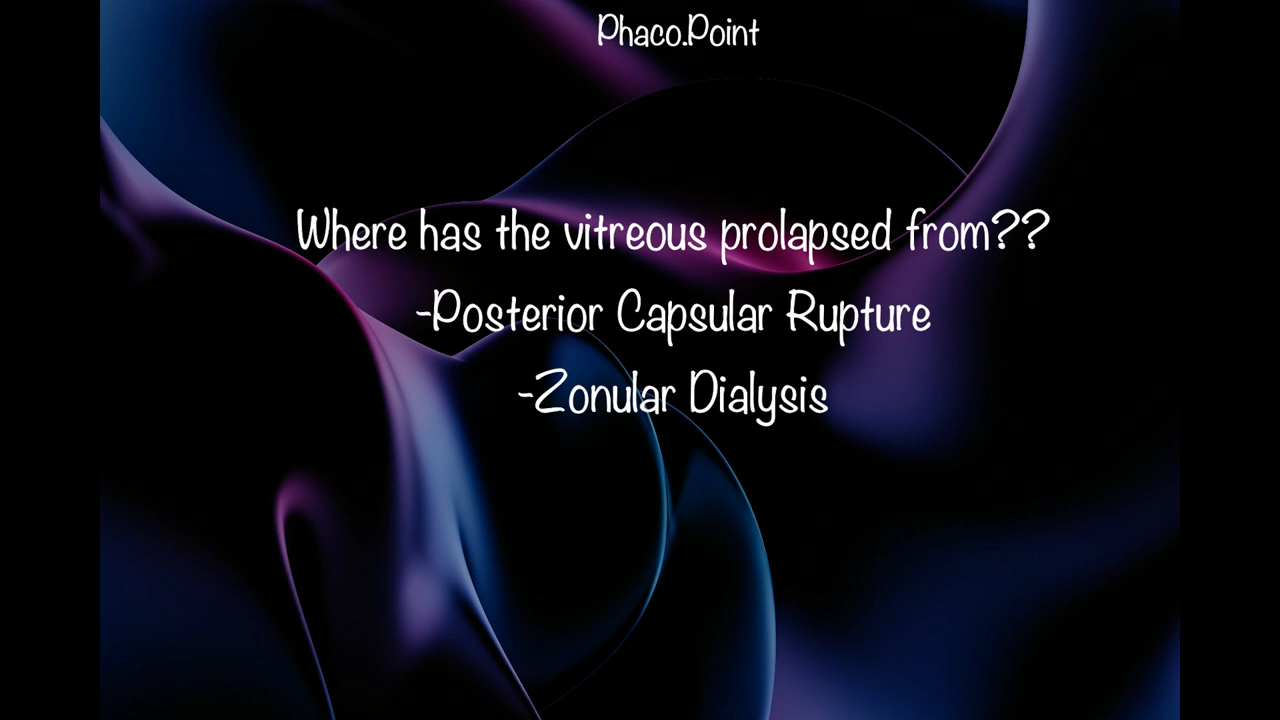 Phaco.Point
Where has the vitreous prolapsed from??
-Posterior Capsular Rupture
-Zonular Dialysis